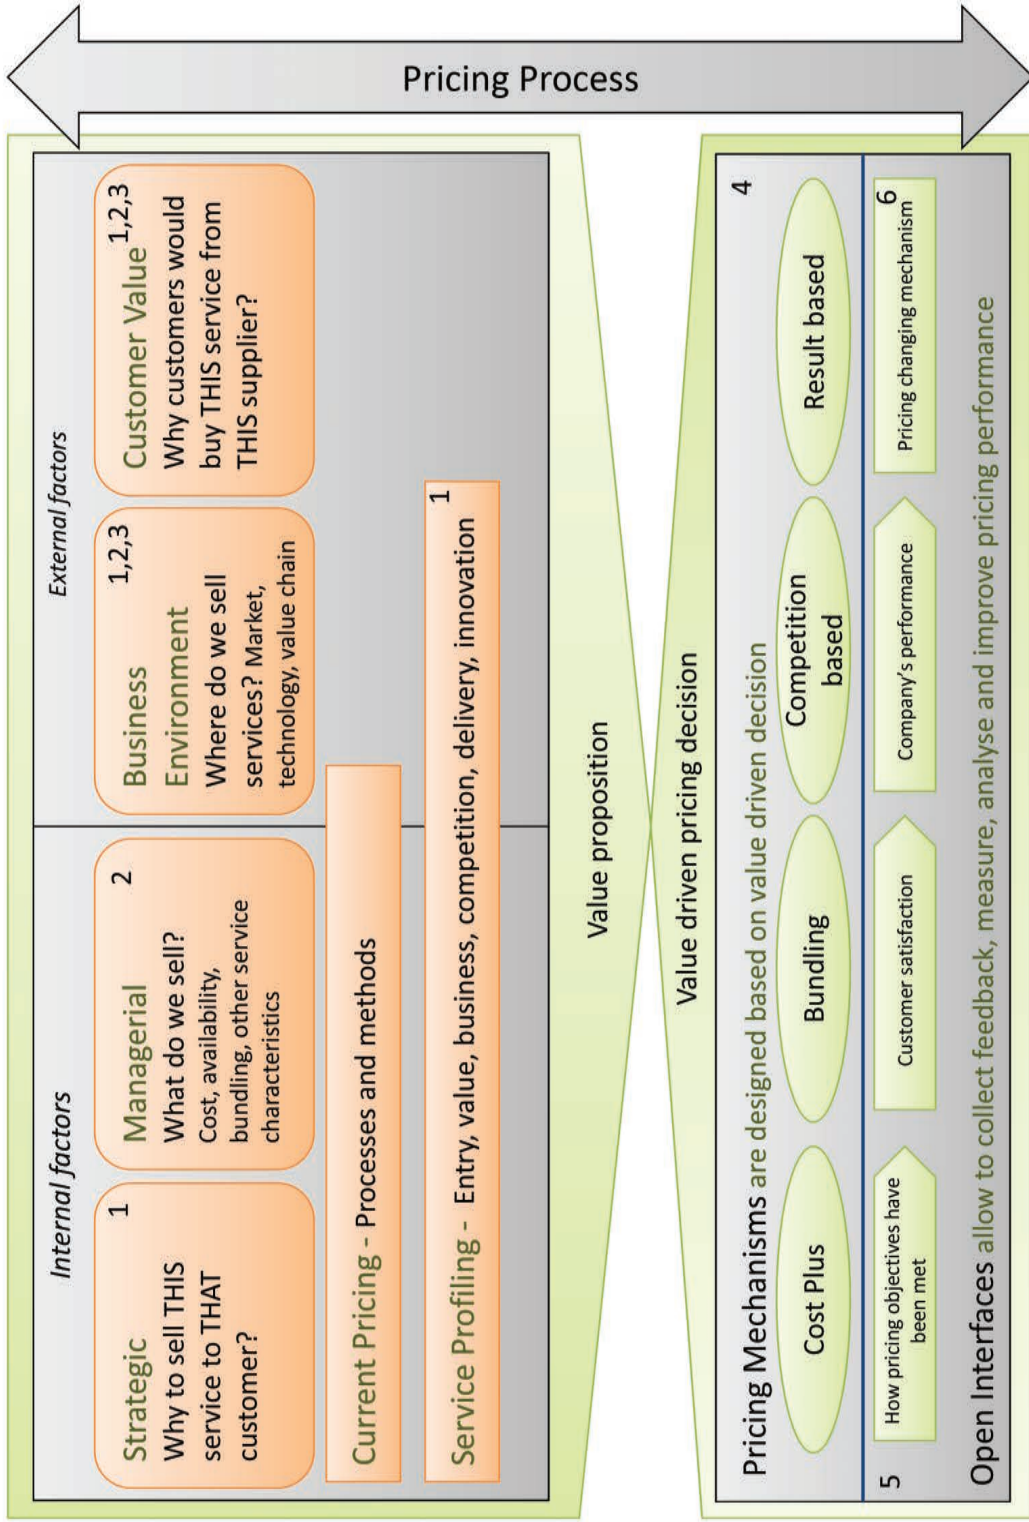 Internal factors
External factors
Strategic
1
Why to sell THIS
service to THAT
customer?
Managerial
2
What do we sell?
Cost, availability,
bundling, other service
characteristics
Business
1,2,3
Environment
Where do we sell
services? Market,
technology, value chain
Customer Value
1,2,3
Why customers would
buy THIS service from
THIS supplier?
Current Pricing - Processes and methods
Service Profiling - Entry, value, business, competition, delivery, innovation
1
Value proposition
Value driven pricing decision
Pricing Mechanisms are designed based on value driven decision
4
Cost Plus
Bundling
Competition
based
Result based
5
How pricing objectives have
been met
Customer satisfaction
Company's performance
Pricing changing mechanism
6
Open Interfaces allow to collect feedback, measure, analyse and improve pricing performance
Pricing Process